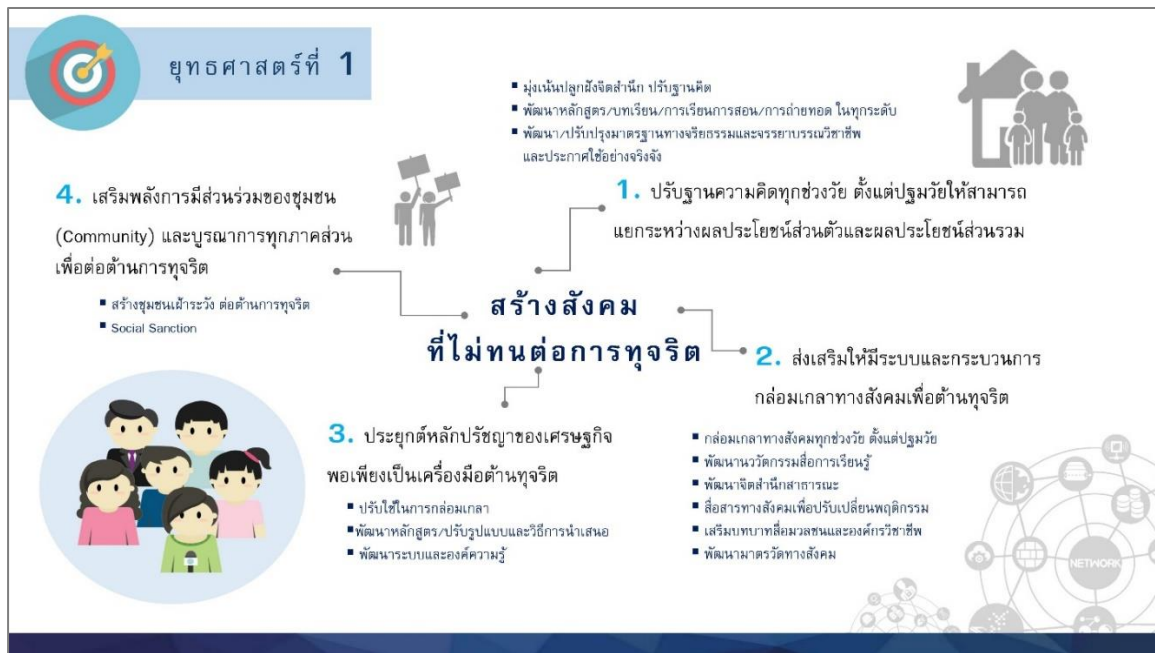 ยุทธศาสตร์ที่ 1
▪ มุ่งเน้นปลูกฝังจิตสำนึก ปรับฐานคิด
▪ พัฒนาหลักสูตร/บทเรียน/การเรียนการสอน/การถ่ายทอด ในทุกระดับ
▪ พัฒนา/ปรับปรุงมาตรฐานทางจริยธรรมและจรรยาบรรณวิชาชีพ
และประกาศใช้อย่างจริงจัง
1. ปรับฐานความคิดทุกช่วงวัย ตั้งแต่ปฐมวัยให้สามารถ
แยกระหว่างผลประโยชน์ส่วนตัวและผลประโยชน์ส่วนรวม
4. เสริมพลังการมีส่วนร่วมของชุมชน
(Community) และบูรณาการทุกภาคส่วน
เพื่อต่อต้านการทุจริต
▪ สร้างชุมชนเฝ้าระวัง ต่อต้านการทุจริต
▪ Social Sanction
สร้างสังคม
ที่ไม่ทนต่อการทุจริต
2. ส่งเสริมให้มีระบบและกระบวนการ
กล่อมเกลาทางสังคมเพื่อต้านทุจริต
▪ กล่อมเกลาทางสังคมทุกช่วงวัย ตั้งแต่ปฐมวัย
▪ พัฒนานวัตกรรมสื่อการเรียนรู้
▪ พัฒนาจิตสำนึกสาธารณะ
▪ สื่อสารทางสังคมเพื่อปรับเปลี่ยนพฤติกรรม
▪ เสริมบทบาทสื่อมวลชนและองค์กรวิชาชีพ
▪ พัฒนามาตรวัดทางสังคม
3. ประยุกต์หลักปรัชญาของเศรษฐกิจ
พอเพียงเป็นเครื่องมือต้านทุจริต
▪ ปรับใช้ในการกล่อมเกลา
▪พัฒนาหลักสูตร/ปรับรูปแบบและวิธีการนำเสนอ
▪ พัฒนาระบบและองค์ความรู้
NETWORK